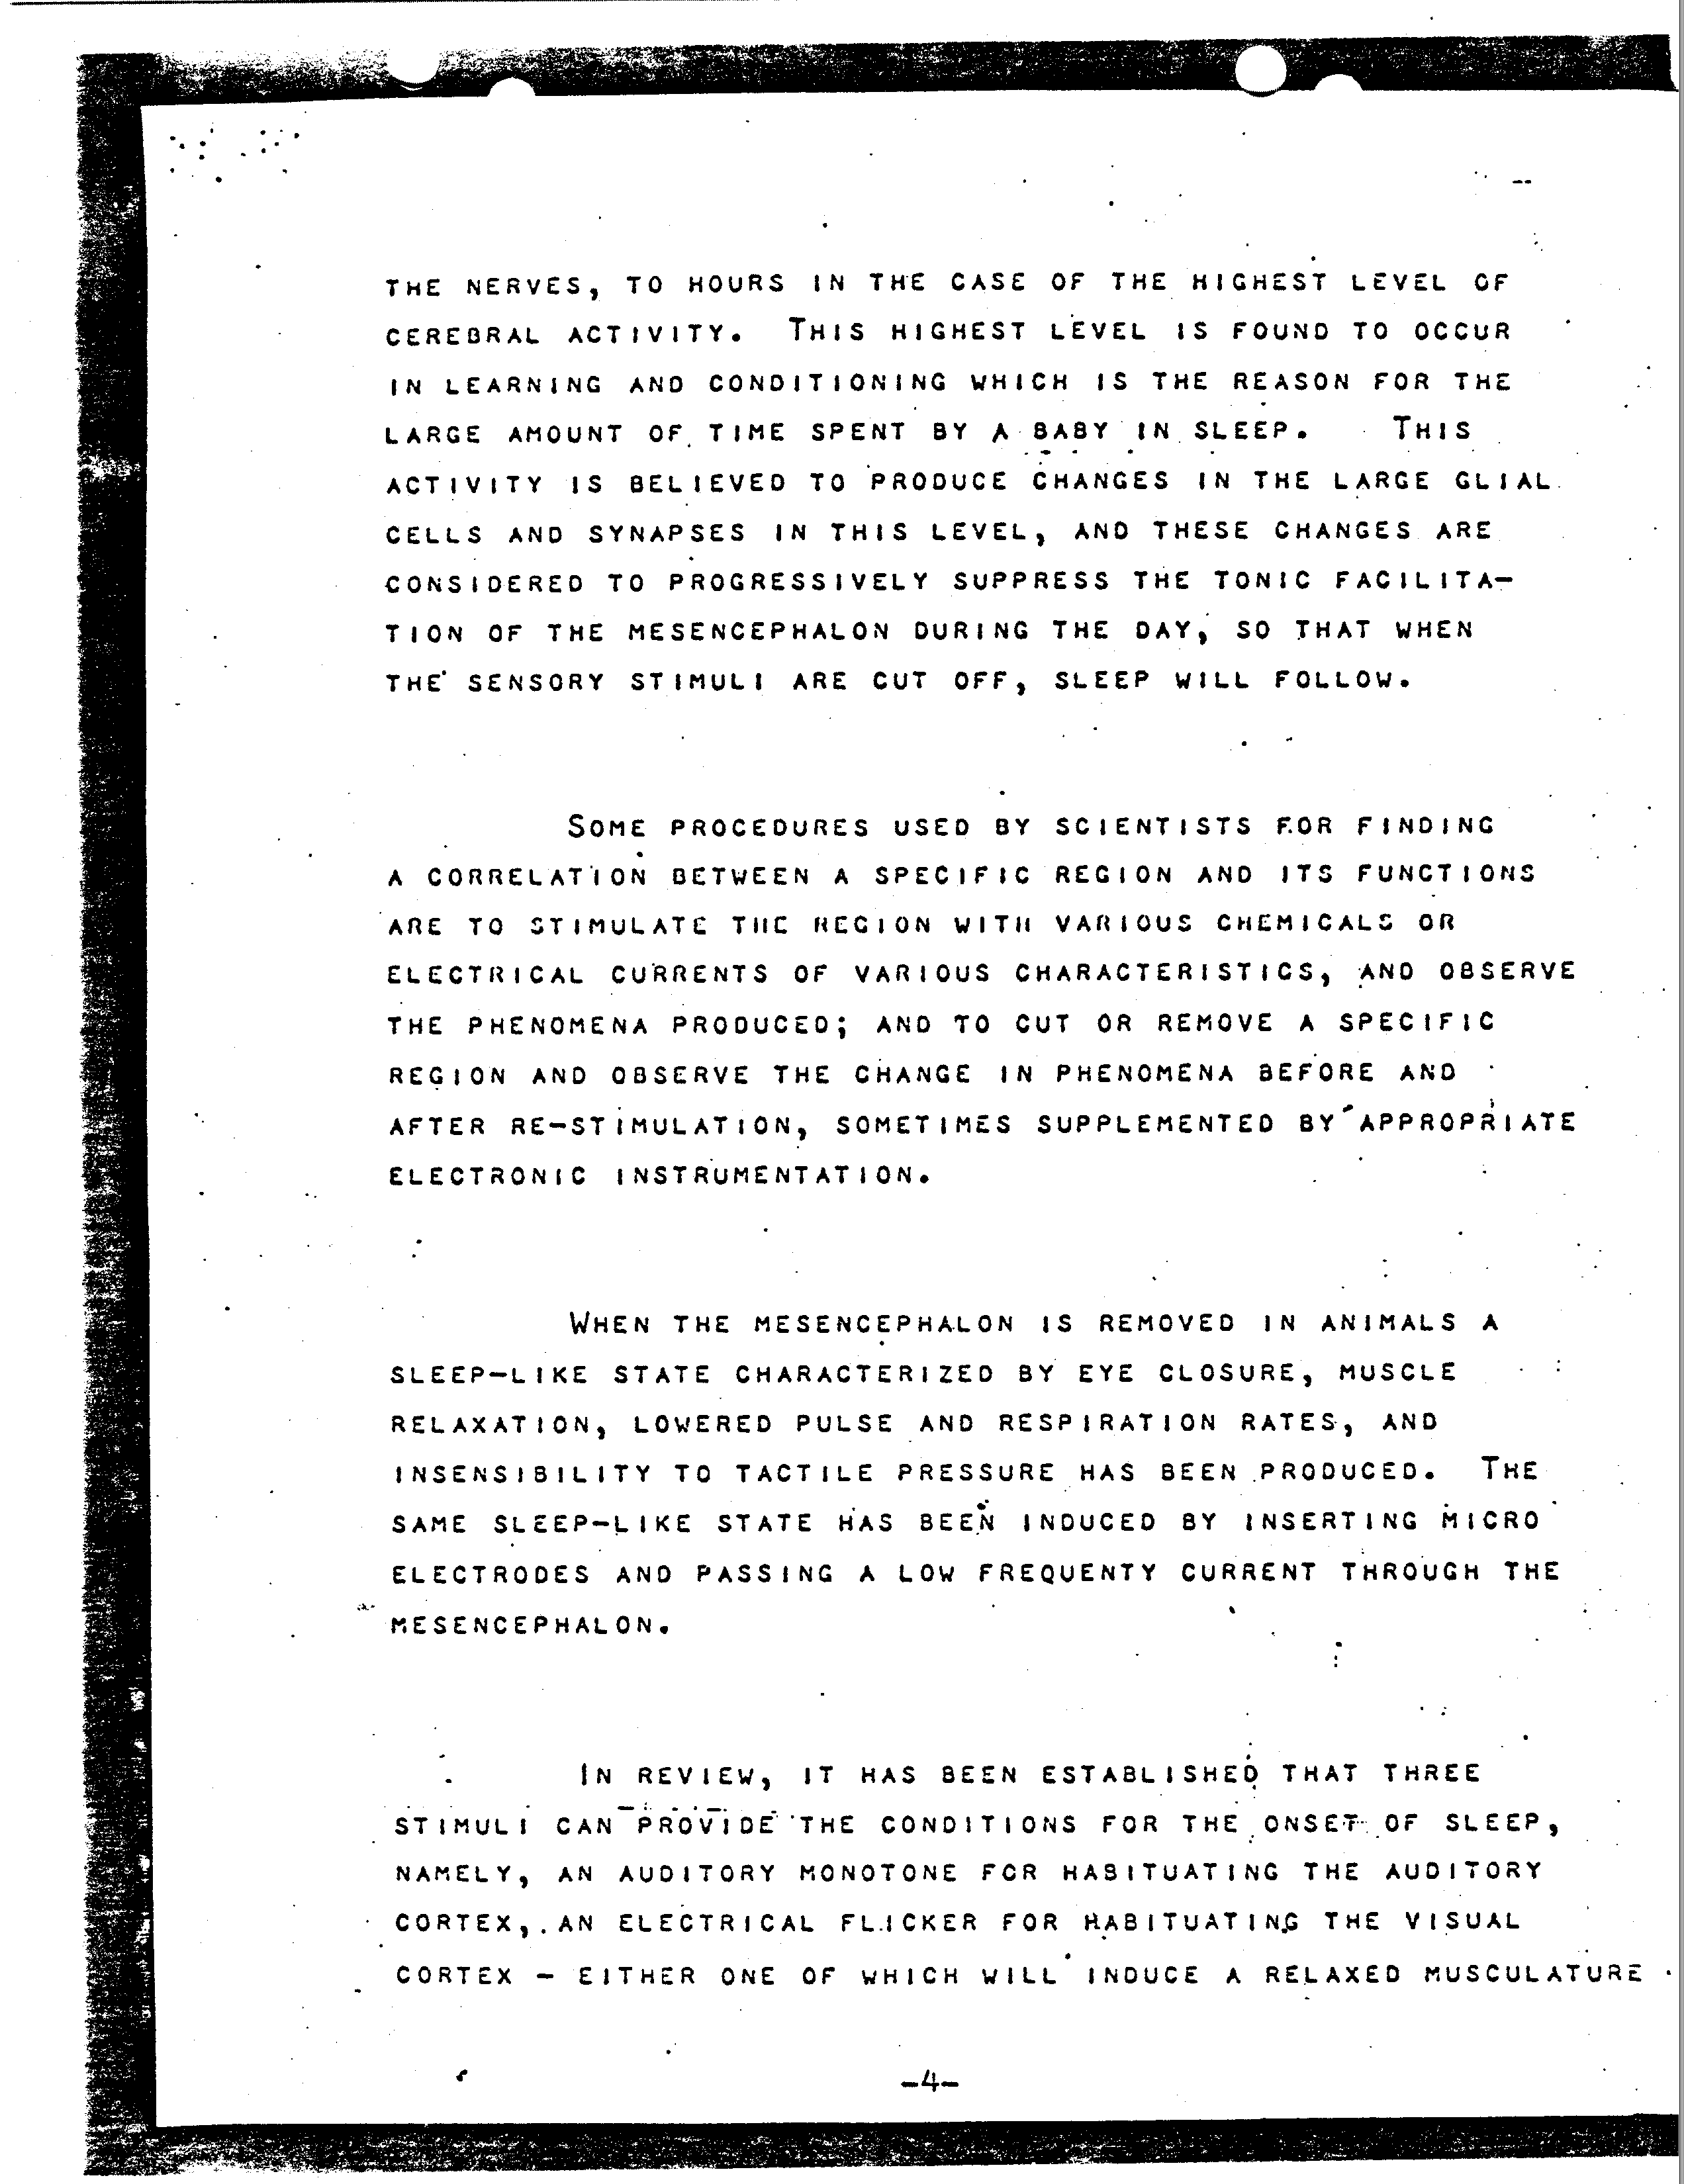 THE NERVES, TO HOURS IN THE CASE OF THE HIGHEST LEVEL OF
CEREBRAL ACTIVITY. THIS HIGHEST LEVEL IS FOUND TO OCCUR
IN LEARNING AND CONDITIONING WHICH IS THE REASON FOR THE
LARGE AMOUNT OF TIME SPENT BY A BABY IN SLEEP. THIS
ACTIVITY IS BELIEVED TO PRODUCE CHANGES IN THE LARGE GLIAL
CELLS AND SYNAPSES IN THIS LEVEL, AND THESE CHANGES ARE
CONSIDERED TO PROGRESSIVELY SUPPRESS THE TONIC FACILITA-
TION OF THE MESENCEPHALON DURING THE DAY, SO THAT WHEN
THE SENSORY STIMULI ARE CUT OFF, SLEEP WILL FOLLOW.
SOME PROCEDURES USED BY SCIENTISTS FOR FINDING
A CORRELATION BETWEEN A SPECIFIC REGION AND ITS FUNCTIONS
ARE TO STIMULATE THE REGION WITH VARIOUS CHEMICALS OR
ELECTRICAL CURRENTS OF VARIOUS CHARACTERISTICS, AND OBSERVE
THE PHENOMENA PRODUCED; AND TO CUT OR REMOVE A SPECIFIC
REGION AND OBSERVE THE CHANGE IN PHENOMENA BEFORE AND
AFTER RE-STIMULATION, SOMETIMES SUPPLEMENTED BY APPROPRIATE
ELECTRONIC INSTRUMENTATION.
WHEN THE MESENCEPHALON IS REMOVED IN ANIMALS A
SLEEP-LIKE STATE CHARACTERIZED BY EYE CLOSURE, MUSCLE
RELAXATION, LOWERED PULSE AND RESPIRATION RATES, AND
INSENSIBILITY TO TACTILE PRESSURE HAS BEEN PRODUCED. THE
SAME SLEEP-LIKE STATE HAS BEEN INDUCED BY INSERTING MICRO
ELECTRODES AND PASSING A LOW FREQUENTY CURRENT THROUGH THE
MESENCEPHALON.
IN REVIEW, IT HAS BEEN ESTABLISHED THAT THREE
STIMULI CAN PROVIDE THE CONDITIONS FOR THE ONSET OF SLEEP,
NAMELY, AN AUDITORY MONOTONE FOR HABITUATING THE AUDITORY
CORTEX, AN ELECTRICAL FLICKER FOR HABITUATING THE VISUAL
CORTEX - EITHER ONE OF WHICH WILL INDUCE A RELAXED MUSCULATURE
-4-